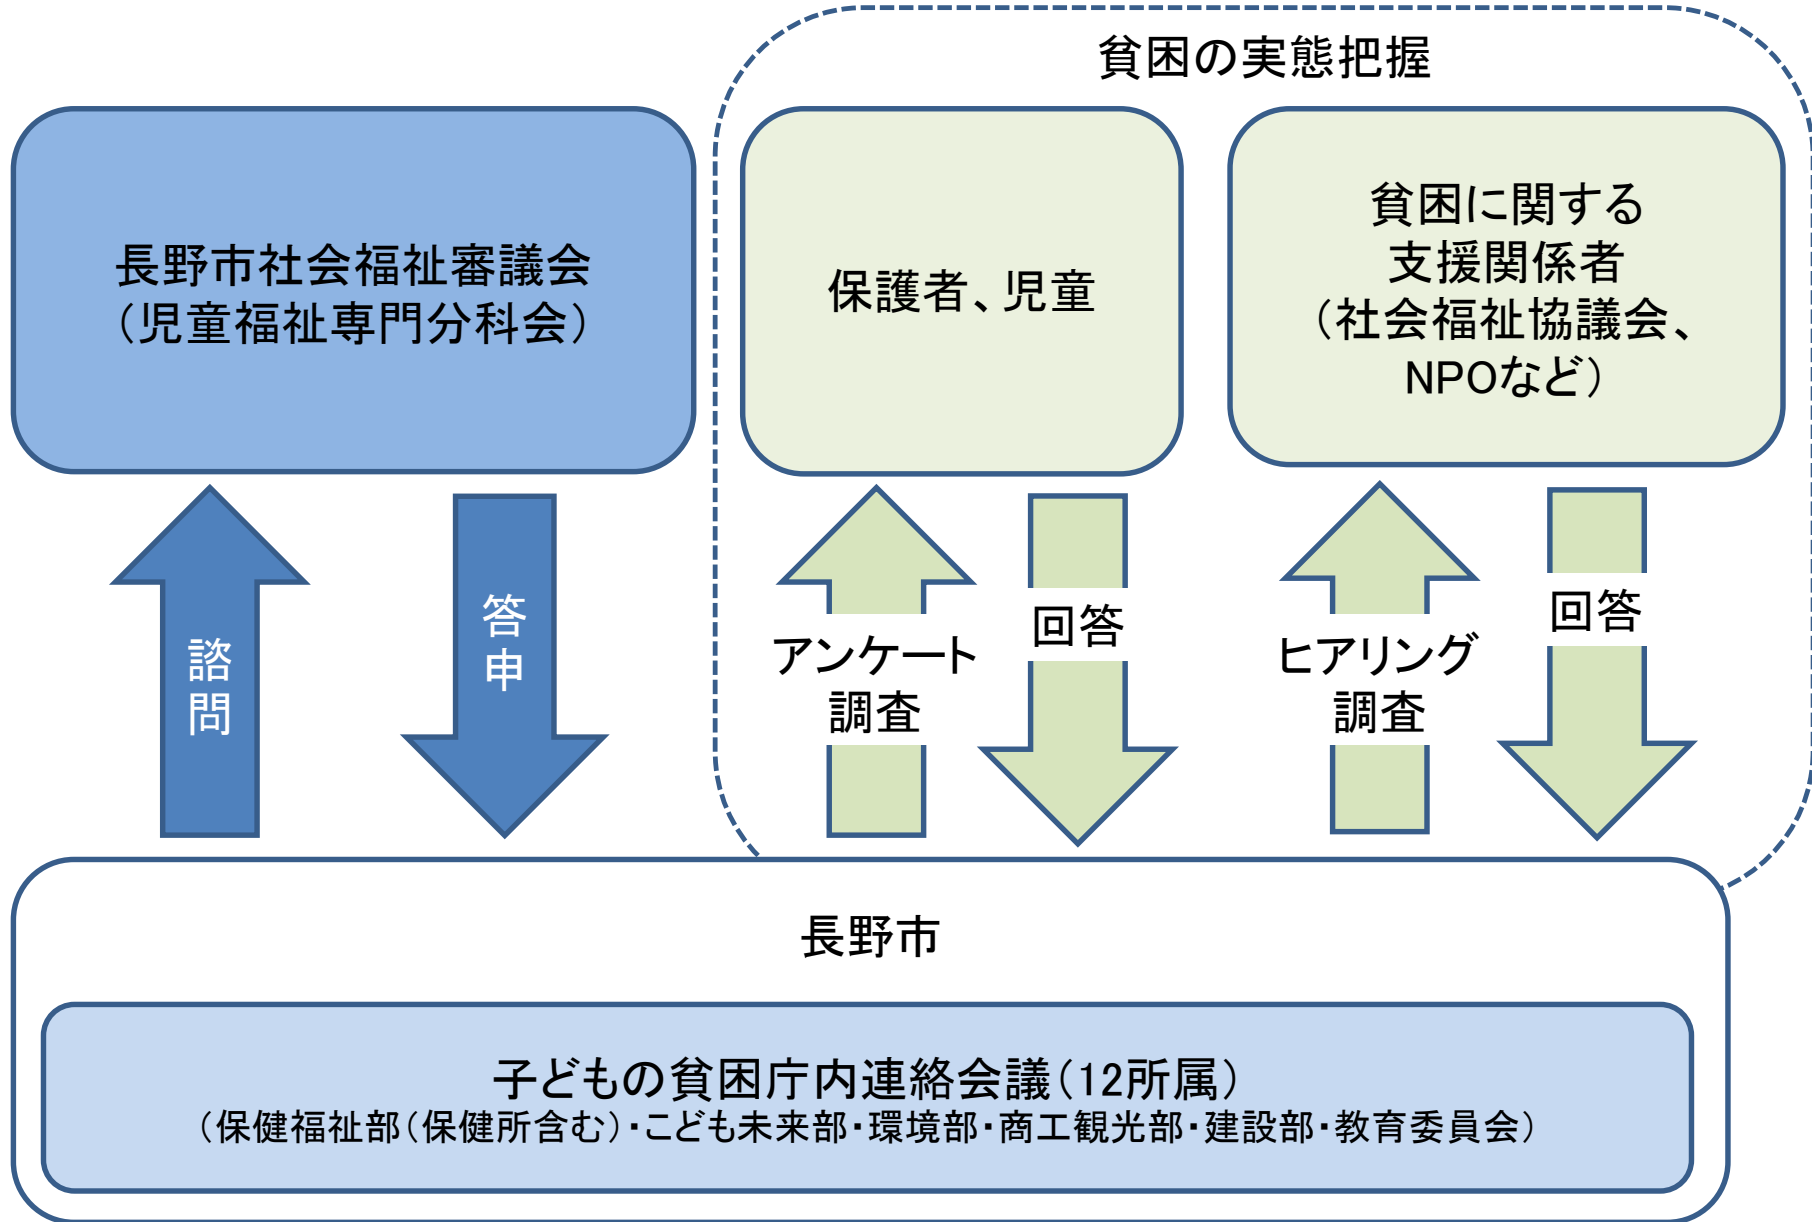 貧困の実態把握
長野市社会福祉審議会
（児童福祉専門分科会）
保護者、児童
貧困に関する
支援関係者
（社会福祉協議会、
NPOなど）
諮問
答申
アンケート
調査
回答
ヒアリング
調査
回答
長野市
子どもの貧困庁内連絡会議（12所属）
（保健福祉部（保健所含む）・こども未来部・環境部・商工観光部・建設部・教育委員会）